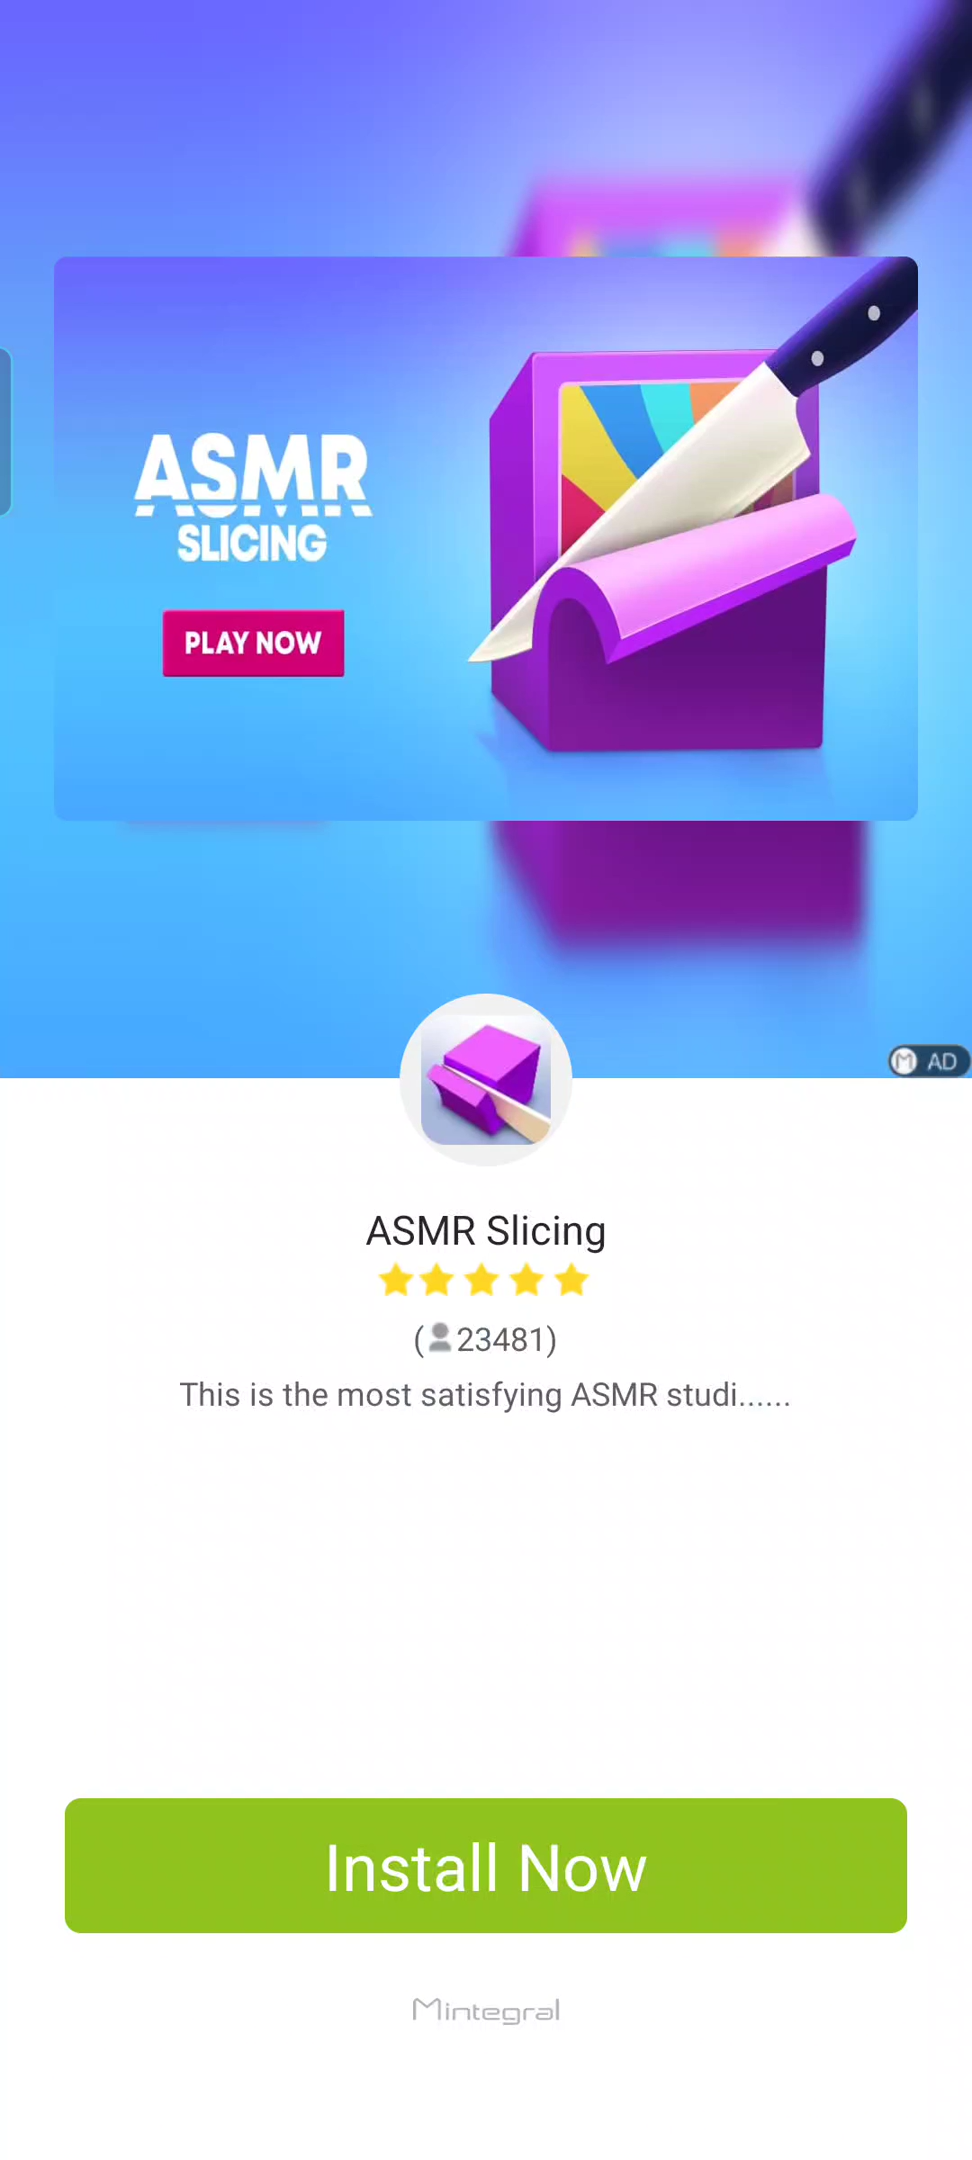 ASMR
SLICING
PLAY NOW
AD
ASMR Slicing
(23481)
This is the most satisfying ASMR studi......
Install Now
Mintegral